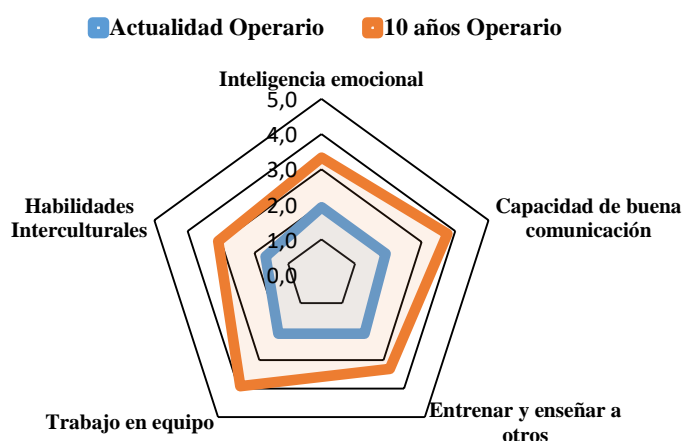 Actualidad Operario
10 años Operario
Inteligencia emocional
5,0
4,0
3,0
2,0
1,0
0,0
Capacidad de buena
comunicación
Entrenar y enseñar a
otros
Trabajo en equipo
Habilidades
Interculturales